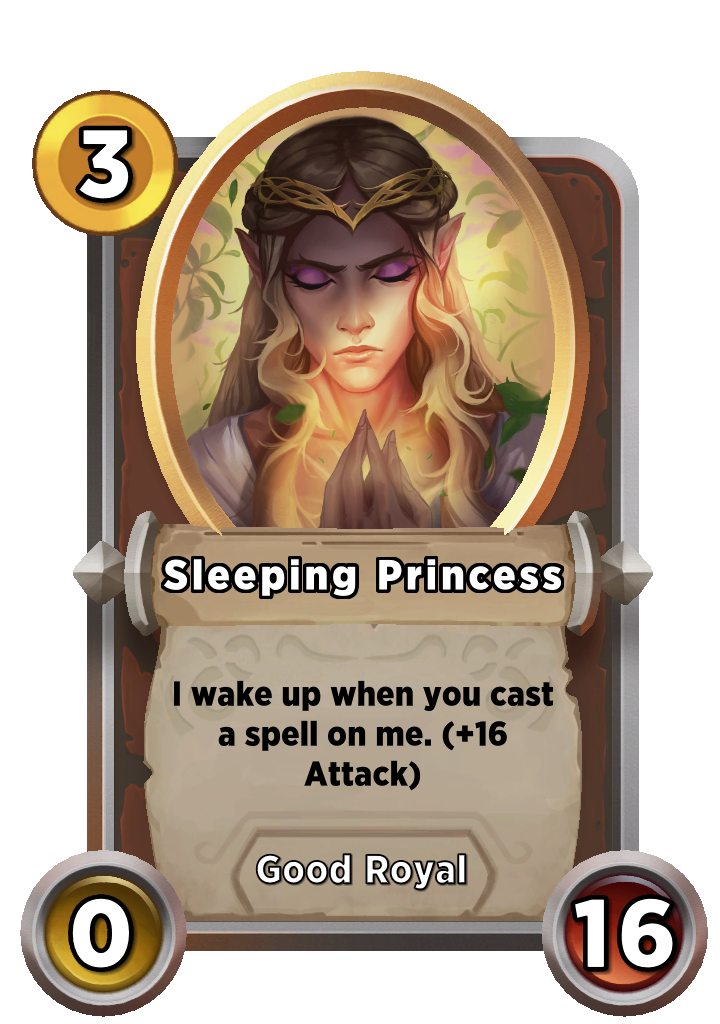 3
Sleeping Princess
I wake up when you cast
a spell on me. (+16
Attack)
Good Royal
0
16